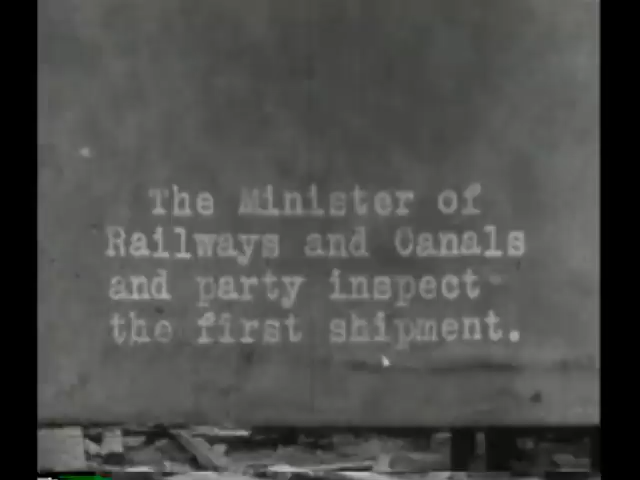 The Minister of
Railways and Canals
and party inspect
the first shipment.